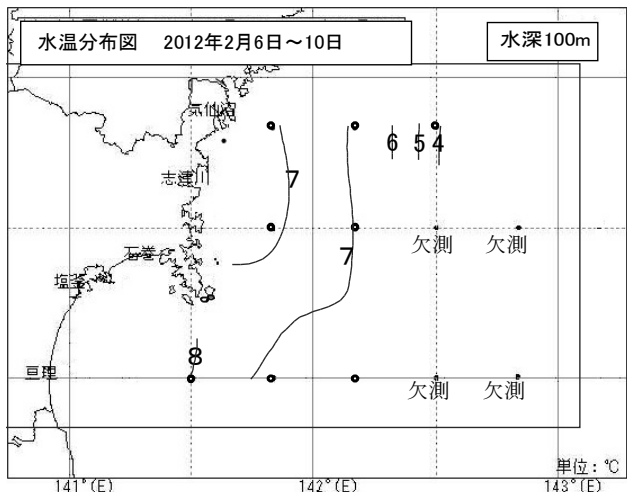 水温分布図 2012年2月6日～10日
水深100m
気仙沼
6 5 4
志津川
7
欠測 欠測
石巻
7
塩釜
8
亘理
欠測 欠測
単位：℃
141°(E) 142°(E) 143°(E)